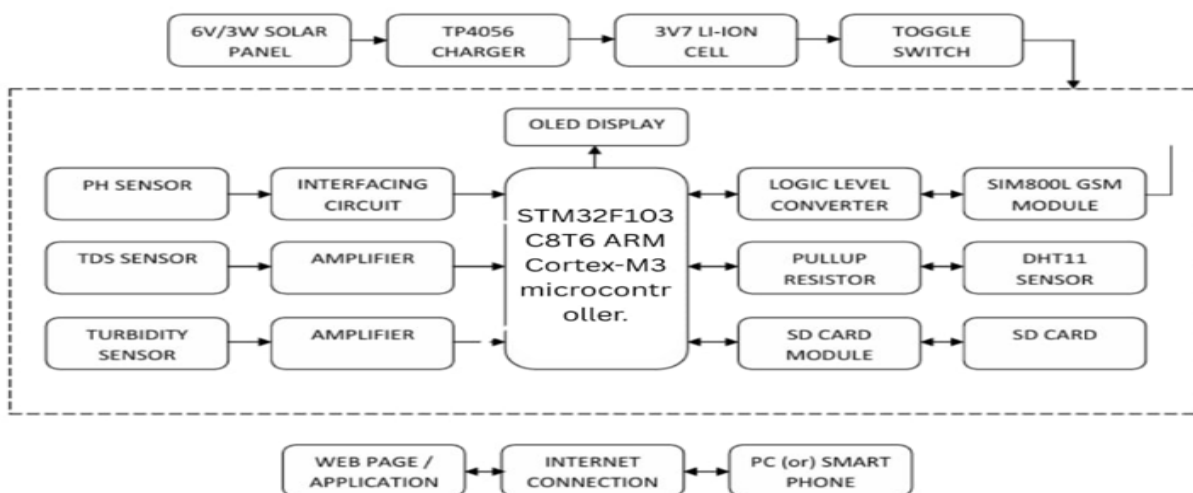 6V/3W SOLAR
PANEL
TP4056
CHARGER
3V7 LI-ION
CELL
TOGGLE
SWITCH
OLED DISPLAY
PH SENSOR
INTERFACING
CIRCUIT
STM32F103
C8T6 ARM
Cortex-M3
microcontr
oller.
LOGIC LEVEL
CONVERTER
SIM800L GSM
MODULE
TDS SENSOR
AMPLIFIER
PULLUP
RESISTOR
DHT11
SENSOR
TURBIDITY
SENSOR
AMPLIFIER
SD CARD
MODULE
SD CARD
WEB PAGE /
APPLICATION
INTERNET
CONNECTION
PC (or) SMART
PHONE